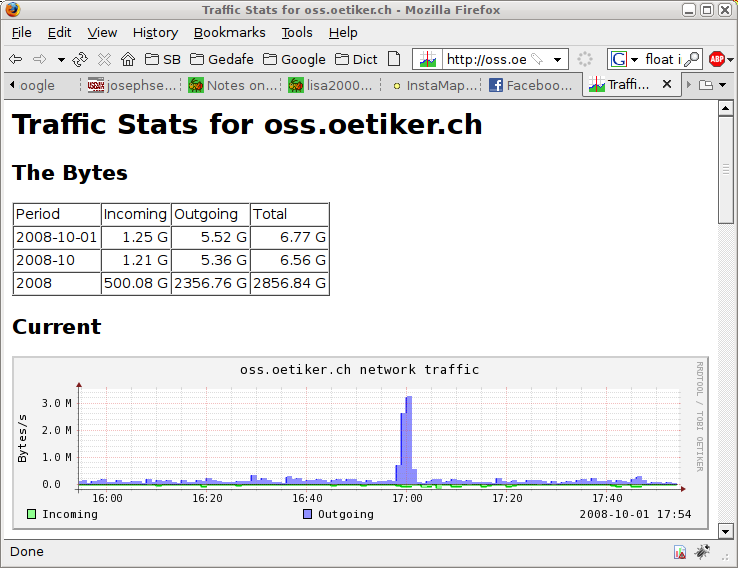 Traffic Stats for oss.oetiker.ch - Mozilla Firefox
File Edit View History Bookmarks Tools Help
SB Gedafe Google Dict http://oss.oe G float i ABP
oogle josephse... Notes on... lisa2000... InstaMap... Faceboo... Traffi...
Traffic Stats for oss.oetiker.ch
The Bytes
Period Incoming Outgoing Total
2008-10-01 1.25 G 5.52 G 6.77 G
2008-10 1.21 G 5.36 G 6.56 G
2008 500.08 G 2356.76 G 2856.84 G
Current
oss.oetiker.ch network traffic
RRDTOOL / TOBI OETIKER
Bytes/s
3.0 M
2.0 M
1.0 M
0.0
16:00 16:20 16:40 17:00 17:20 17:40
Incoming Outgoing 2008-10-01 17:54
Done